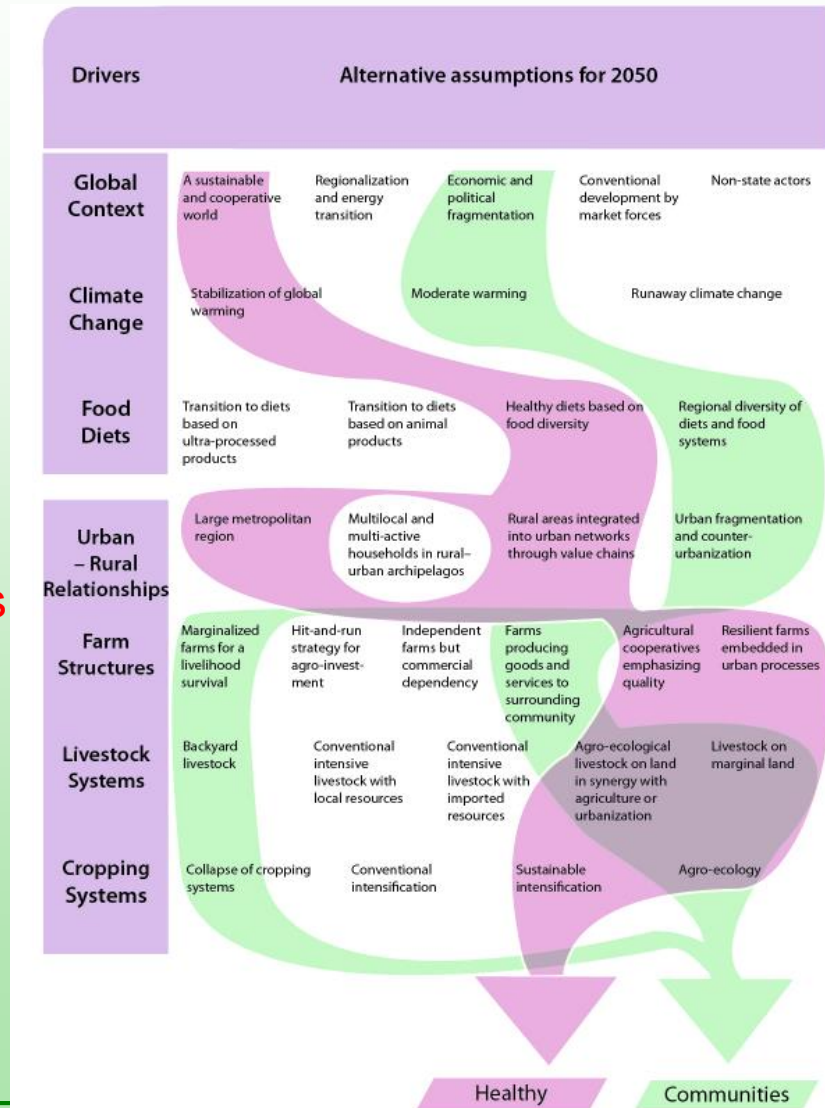 Drivers
Alternative assumptions for 2050
Global
Context
A sustainable
and cooperative
world
Regionalization
and energy
transition
Economic and
political
fragmentation
Conventional
development by
market forces
Non-state actors
Climate
Change
Stabilization of global
warming
Moderate warming
Runaway climate change
Food
Diets
Transition to diets
based on
ultra-processed
products
Transition to diets
based on animal
products
Healthy diets based on
food diversity
Regional diversity of
diets and food
systems
Urban
– Rural
Relationships
Large metropolitan
region
Multilocal and
multi-active
households in rural–
urban archipelagos
Rural areas integrated
into urban networks
through value chains
Urban fragmentation
and counter-
urbanization
s
Farm
Structures
Marginalized
farms for a
livelihood
survival
Hit-and-run
strategy for
agro-invest-
ment
Independent
farms but
commercial
dependency
Farms
producing
goods and
services to
surrounding
community
Agricultural
cooperatives
emphasizing
quality
Resilient farms
embedded in
urban processes
Livestock
Systems
Backyard
livestock
Conventional
intensive
livestock with
local resources
Conventional
intensive
livestock with
imported
resources
Agro-ecological
livestock on land
in synergy with
agriculture or
urbanization
Livestock on
marginal land
Cropping
Systems
Collapse of cropping
systems
Conventional
intensification
Sustainable
intensification
Agro-ecology
Healthy
Communities